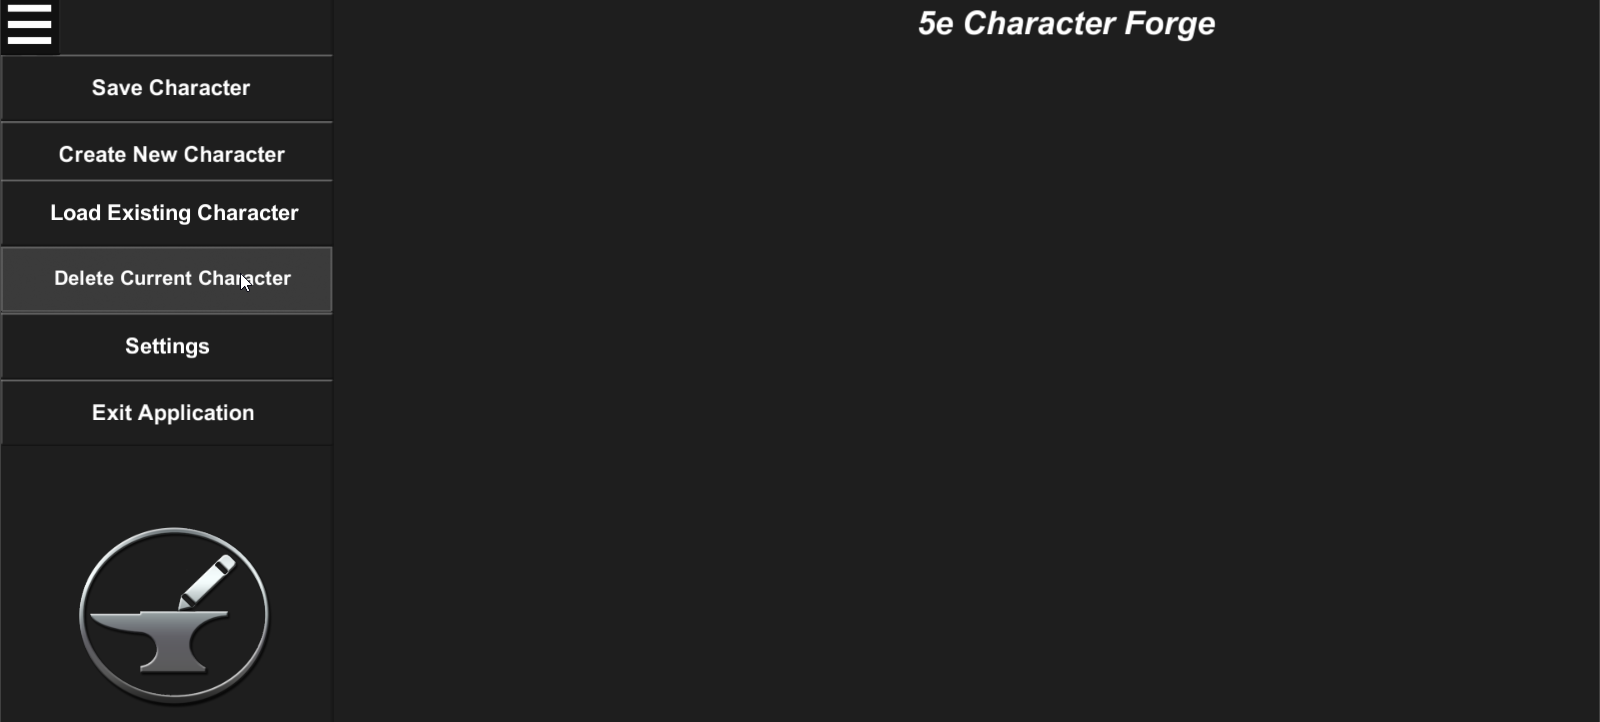 5e Character Forge
Save Character
Create New Character
Load Existing Character
Delete Current Character
Settings
Exit Application